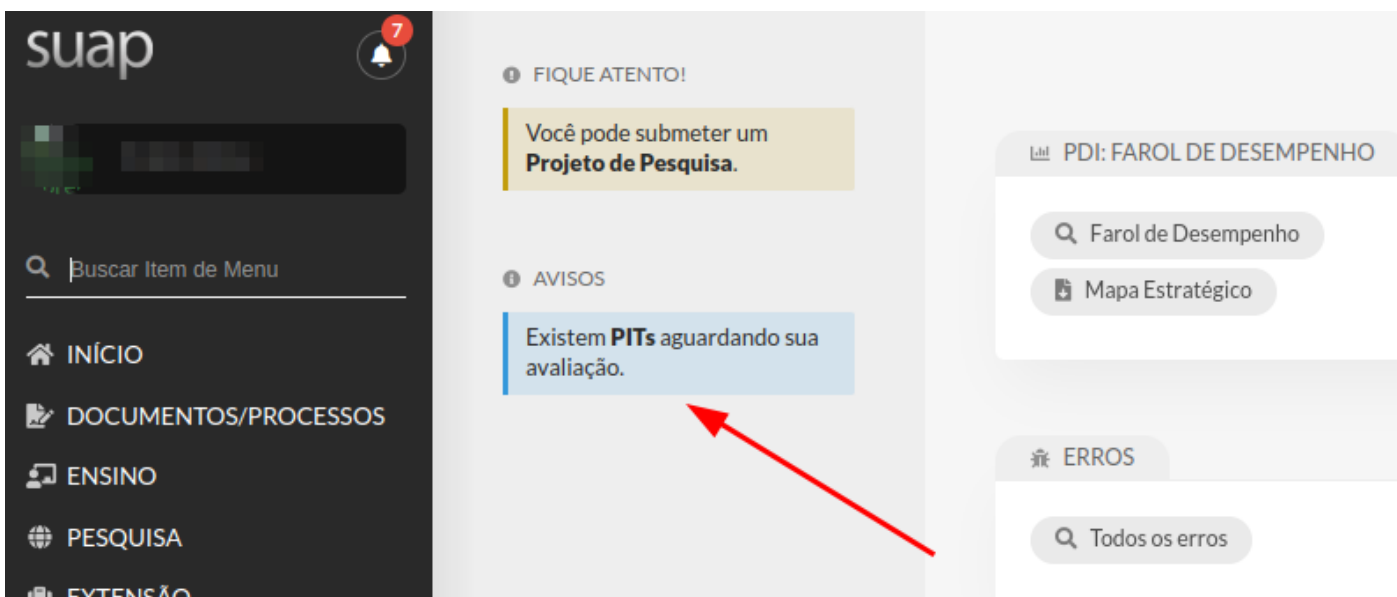 suap
7
Buscar Item de Menu
INÍCIO
DOCUMENTOS/PROCESSOS
ENSINO
PESQUISA
EXTENSÃO
FIQUE ATENTO!
Você pode submeter um
Projeto de Pesquisa.
AVISOS
Existem PITs aguardando sua
avaliação.
PDI: FAROL DE DESEMPENHO
Farol de Desempenho
Mapa Estratégico
ERROS
Todos os erros